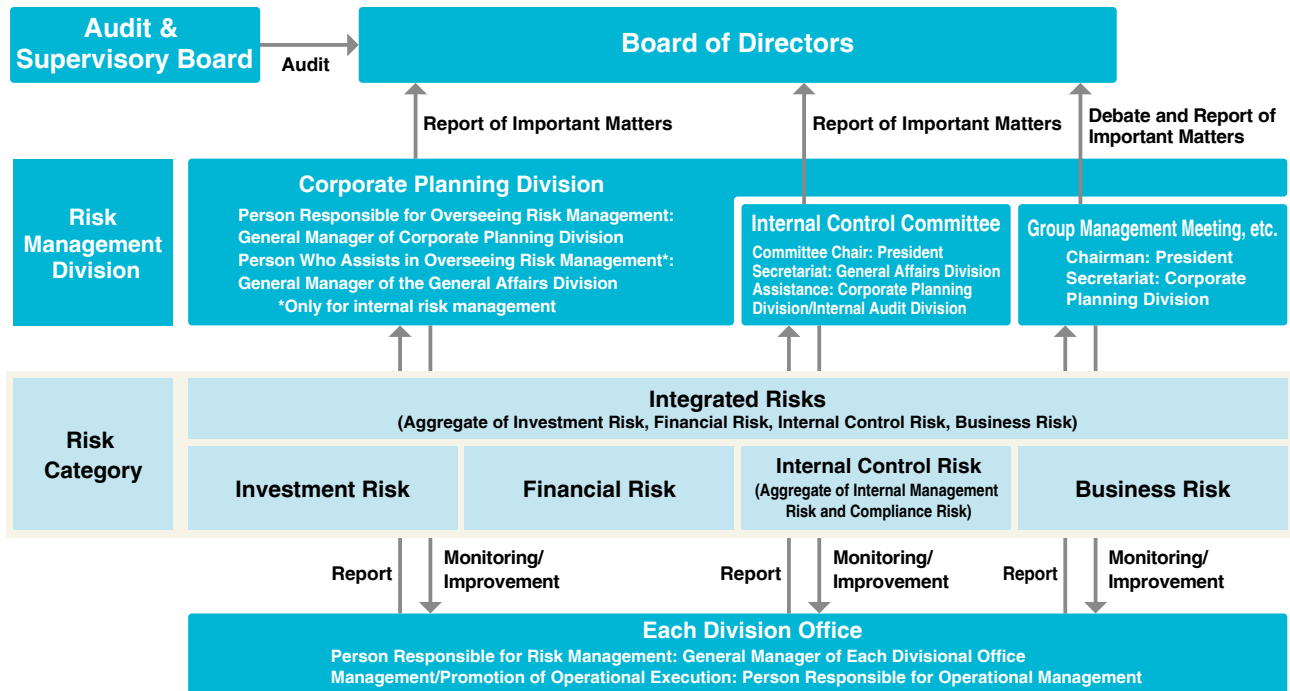 Audit &
Supervisory Board
Audit
Board of Directors
Report of Important Matters
Report of Important Matters
Debate and Report of
Important Matters
Risk
Management
Division
Corporate Planning Division
Person Responsible for Overseeing Risk Management:
General Manager of Corporate Planning Division
Person Who Assists in Overseeing Risk Management*:
General Manager of the General Affairs Division
*Only for internal risk management
Internal Control Committee
Committee Chair: President
Secretariat: General Affairs Division
Assistance: Corporate Planning
Division/Internal Audit Division
Group Management Meeting, etc.
Chairman: President
Secretariat: Corporate
Planning Division
Risk
Category
Integrated Risks
(Aggregate of Investment Risk, Financial Risk, Internal Control Risk, Business Risk)
Investment Risk
Financial Risk
Internal Control Risk
(Aggregate of Internal Management
Risk and Compliance Risk)
Business Risk
Report
Monitoring/
Improvement
Report
Monitoring/
Improvement
Report
Monitoring/
Improvement
Each Division Office
Person Responsible for Risk Management: General Manager of Each Divisional Office
Management/Promotion of Operational Execution: Person Responsible for Operational Management